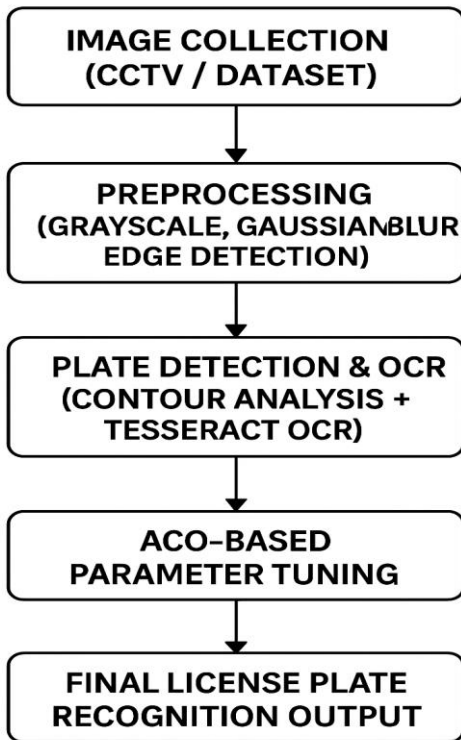 IMAGE COLLECTION
(CCTV / DATASET)
PREPROCESSING
(GRAYSCALE, GAUSSIANBLUR
EDGE DETECTION)
PLATE DETECTION & OCR
(CONTOUR ANALYSIS +
TESSERACT OCR)
ACO–BASED
PARAMETER TUNING
FINAL LICENSE PLATE
RECOGNITION OUTPUT